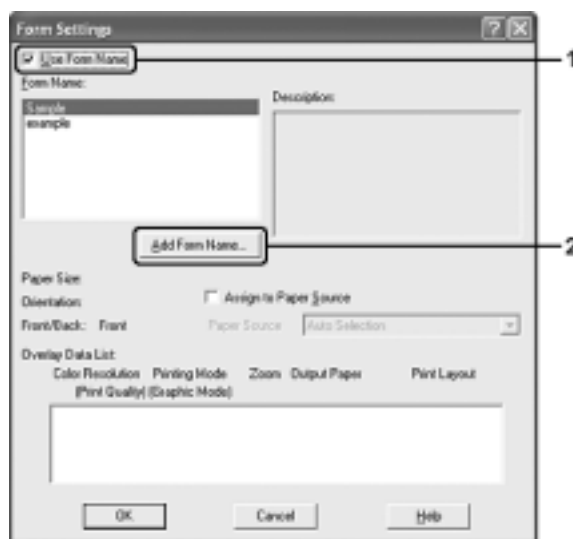 Form Settings
Use Form Name
1
Form Name:
Description:
Sample
example
Add Form Name...
2
Paper Size:
Orientation:
Assign to Paper Source
Front/Back: Front
Paper Source
Auto Selection
Overlay Data List:
Color Resolution Printing Mode Zoom Output Paper Print Layout
(Print Quality) (Graphic Mode)
OK
Cancel
Help